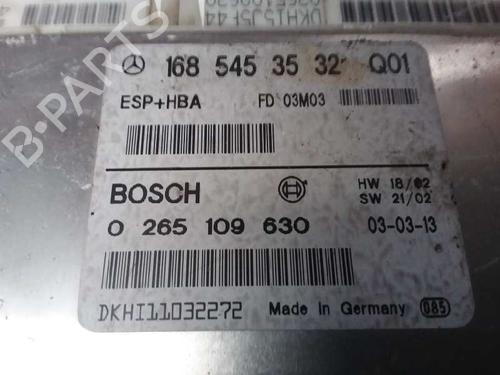 168 545 35 32 Q01
ESP+HBA FD 03M03
BOSCH HW 18/02
SW 21/02
0 265 109 630 03-03-13
DKHI11032272 Made in Germany 085